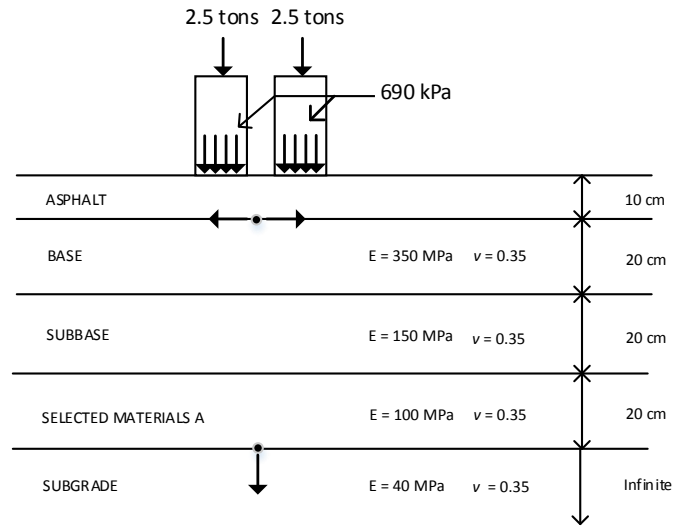 2.5 tons 2.5 tons
690 kPa
ASPHALT 10 cm
BASE E = 350 MPa v = 0.35 20 cm
SUBBASE E = 150 MPa v = 0.35 20 cm
SELECTED MATERIALS A E = 100 MPa v = 0.35 20 cm
SUBGRADE E = 40 MPa v = 0.35 Infinite